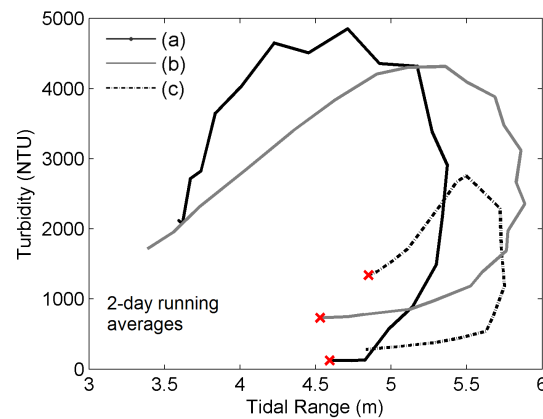 5000
4000
3000
2000
1000
0
Turbidity (NTU)
(a)
(b)
(c)
2-day running
averages
3 3.5 4 4.5 5 5.5 6
Tidal Range (m)